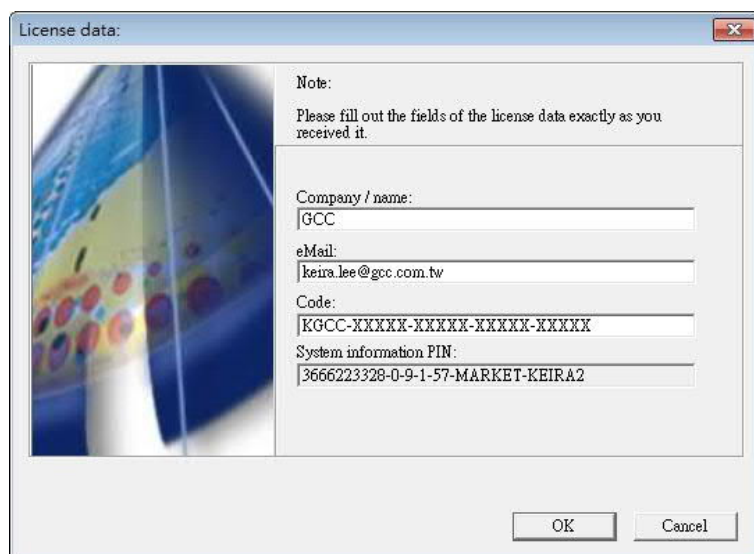 License data:
Note:
Please fill out the fields of the license data exactly as you
received it.
Company / name:
GCC
eMail:
keira.lee@gcc.com.tw
Code:
KGCC-XXXXX-XXXXX-XXXXX-XXXXX
System information PIN:
3666223328-0-9-1-57-MARKET-KEIRA2
OK
Cancel